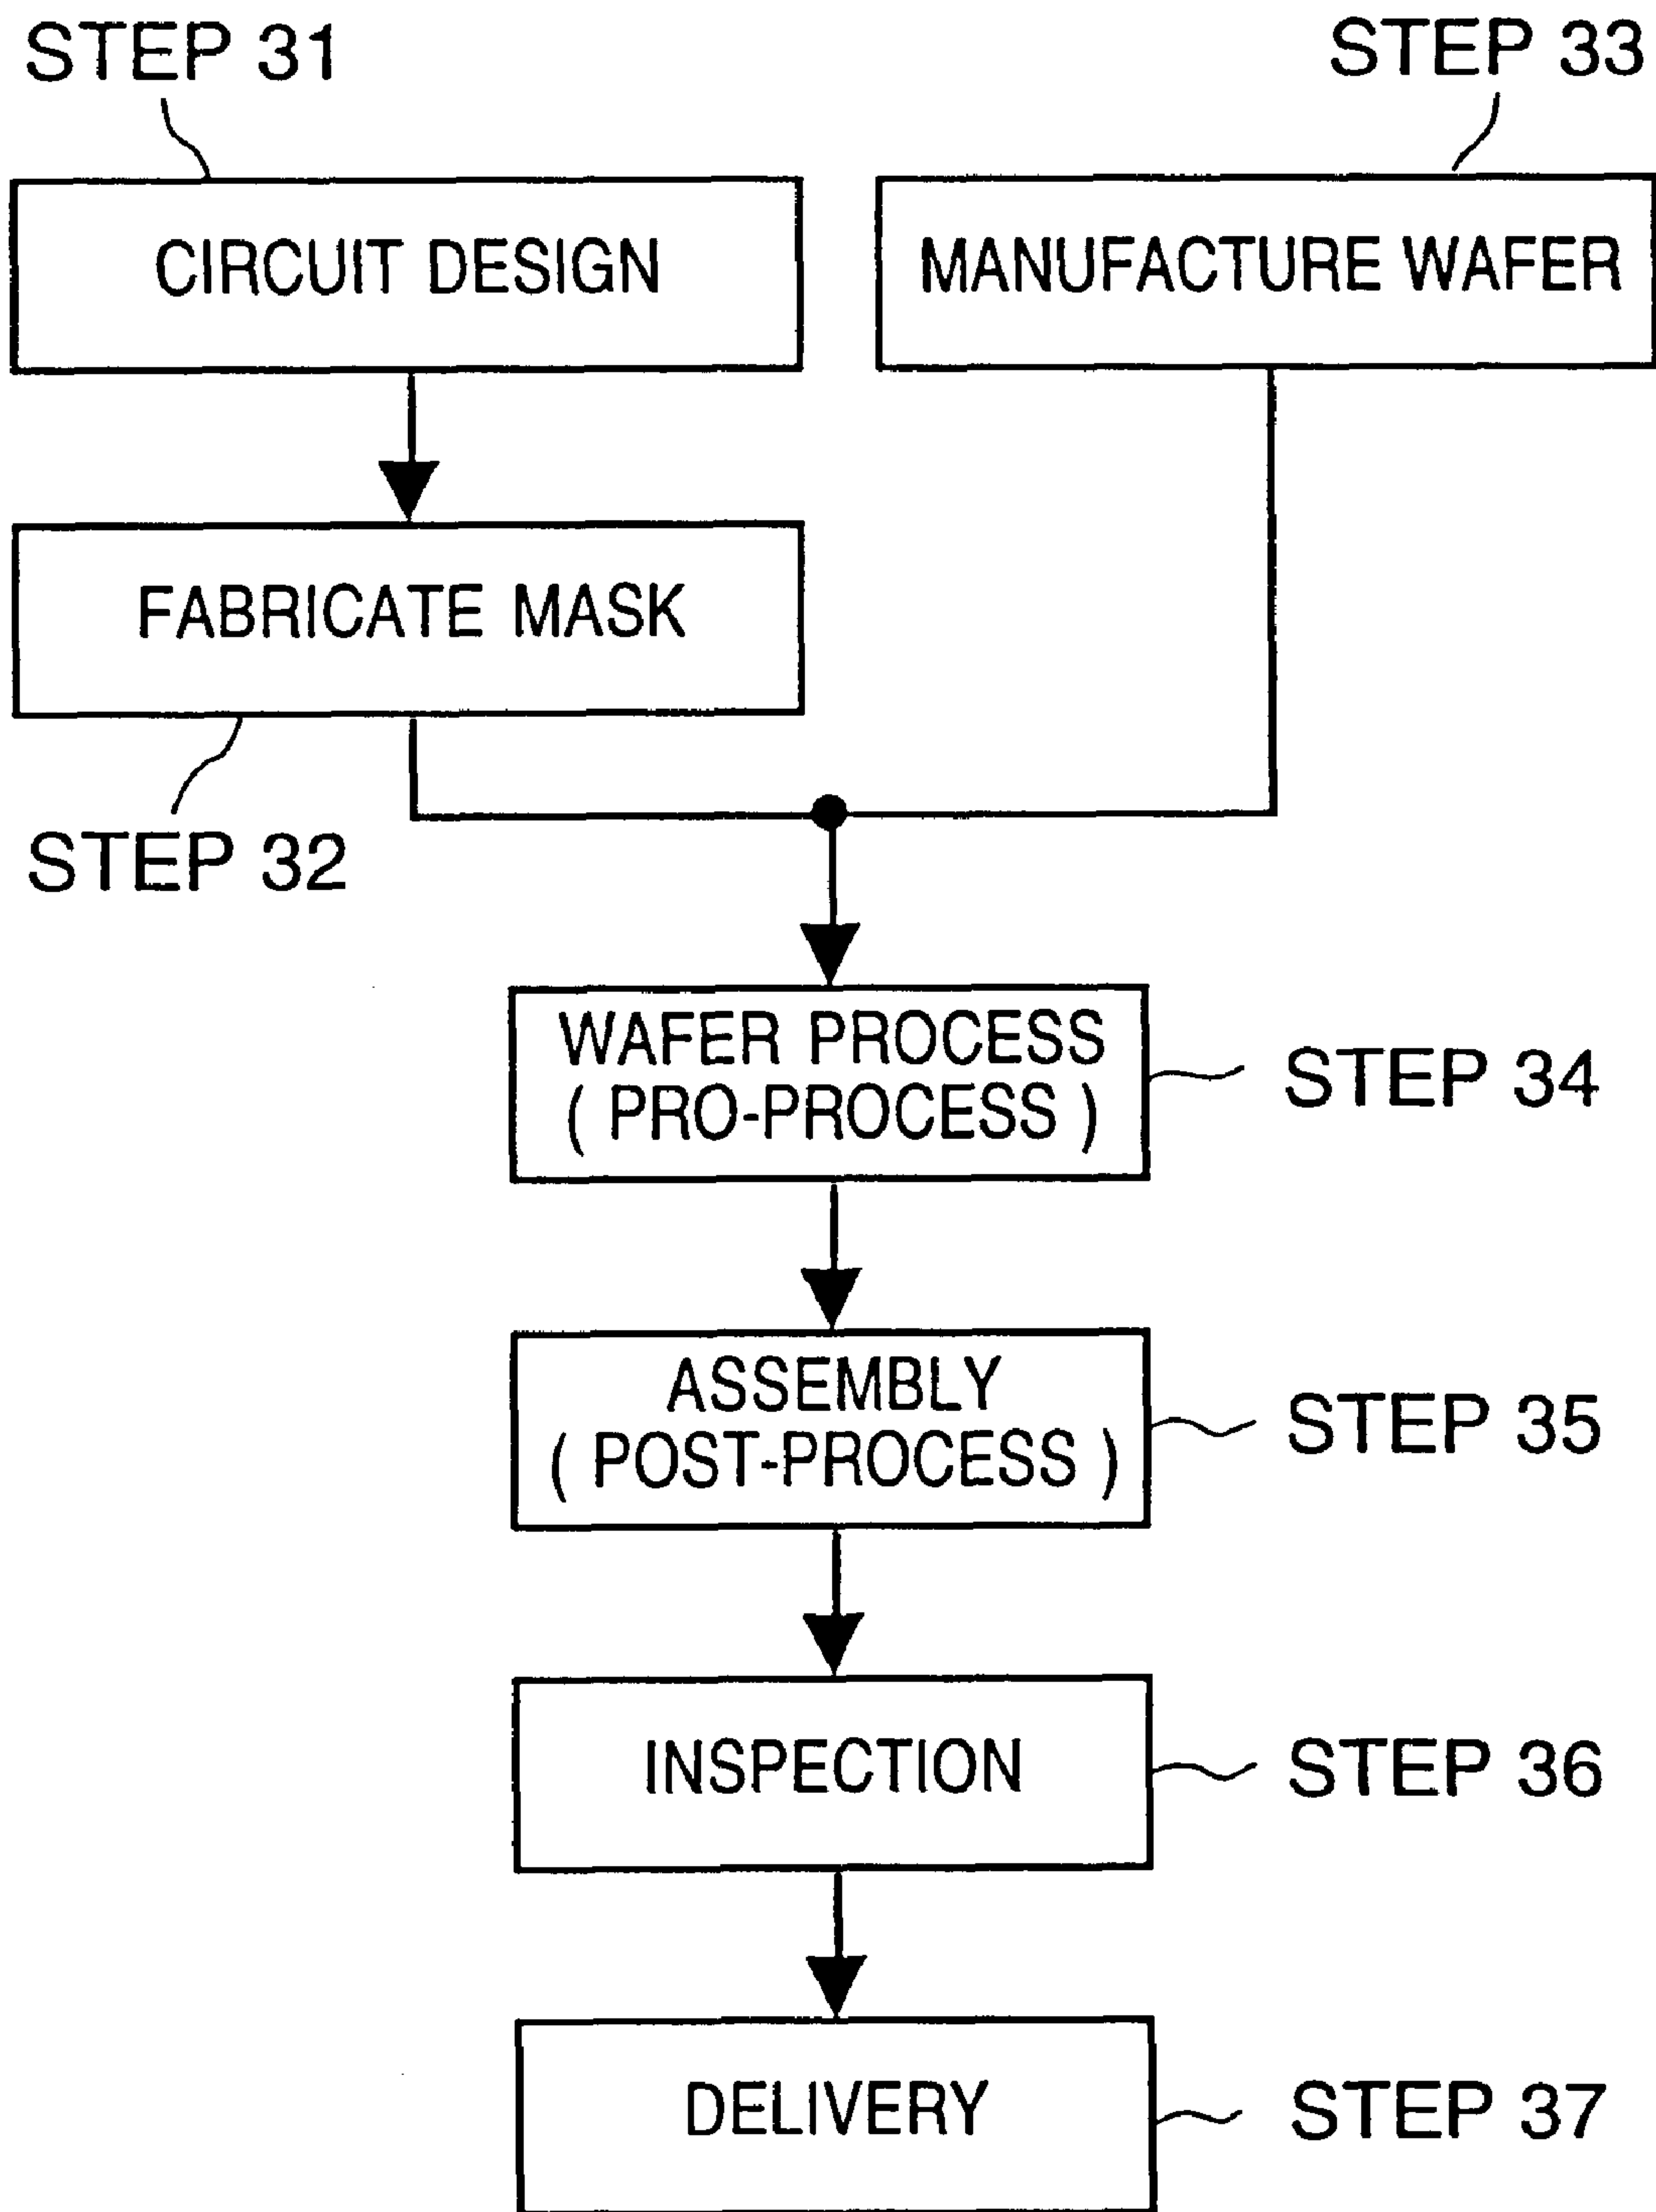 STEP 31
STEP 33
CIRCUIT DESIGN
MANUFACTURE WAFER
FABRICATE MASK
STEP 32
WAFER PROCESS
( PRO-PROCESS )
STEP 34
ASSEMBLY
( POST-PROCESS )
STEP 35
INSPECTION
STEP 36
DELIVERY
STEP 37